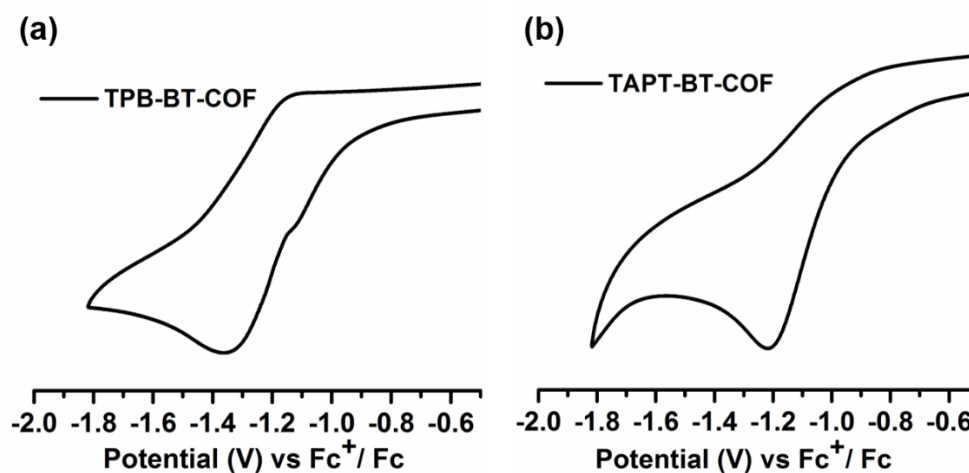 (a)
TPB-BT-COF
-2.0 -1.8 -1.6 -1.4 -1.2 -1.0 -0.8 -0.6
Potential (V) vs Fc⁺/ Fc
(b)
TAPT-BT-COF
-2.0 -1.8 -1.6 -1.4 -1.2 -1.0 -0.8 -0.6
Potential (V) vs Fc⁺/ Fc